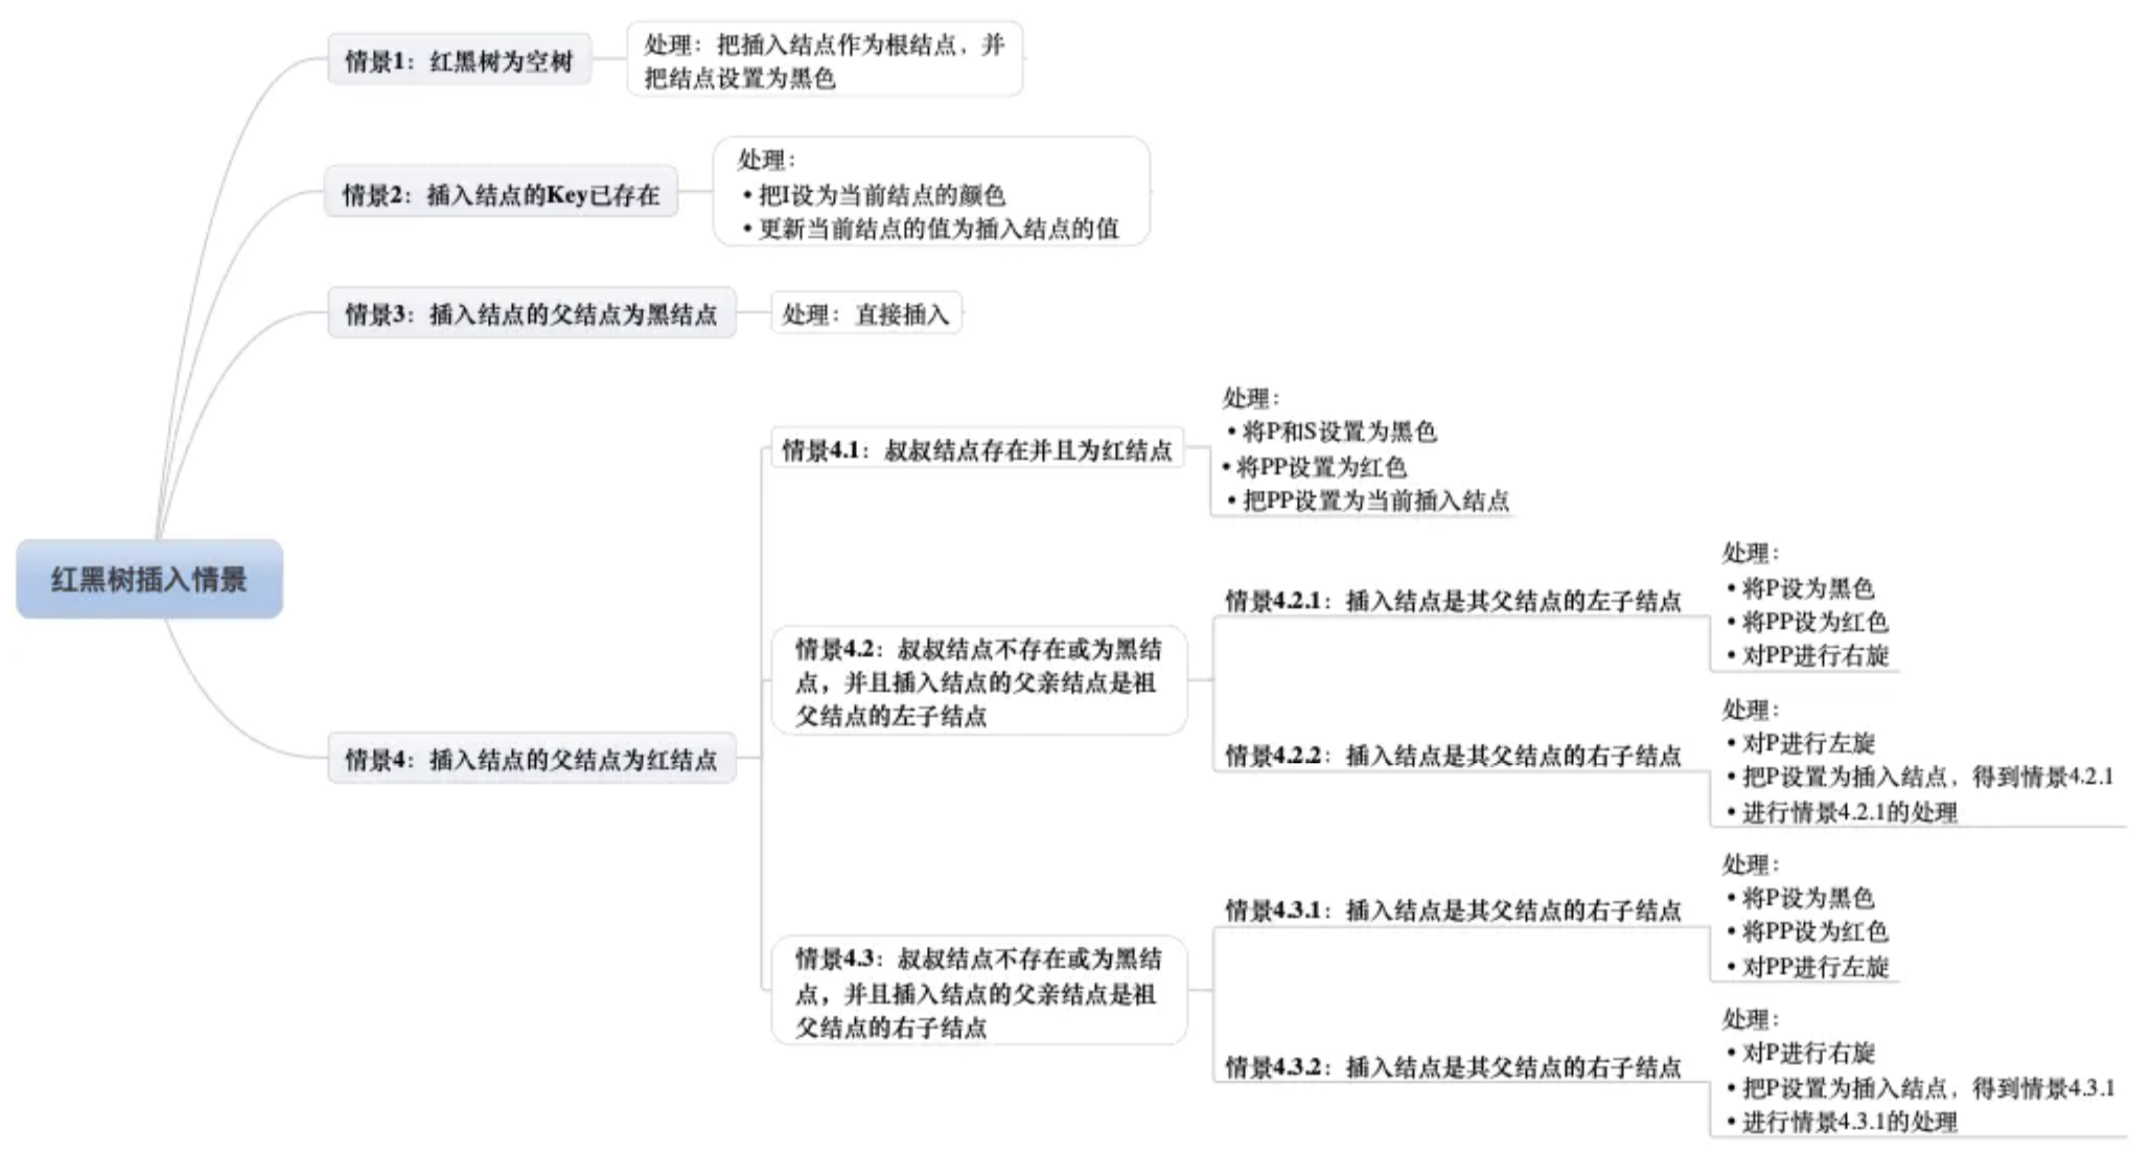 情景1：红黑树为空树
处理：把插入结点作为根结点，并
把结点设置为黑色
情景2：插入结点的Key已存在
处理：
• 把I设为当前结点的颜色
• 更新当前结点的值为插入结点的值
情景3：插入结点的父结点为黑结点
处理：直接插入
红黑树插入情景
情景4：插入结点的父结点为红结点
情景4.1：叔叔结点存在并且为红结点
处理：
• 将P和S设置为黑色
• 将PP设置为红色
• 把PP设置为当前插入结点
情景4.2：叔叔结点不存在或为黑结
点，并且插入结点的父亲结点是祖
父结点的左子结点
情景4.2.1：插入结点是其父结点的左子结点
处理：
• 将P设为黑色
• 将PP设为红色
• 对PP进行右旋
情景4.2.2：插入结点是其父结点的右子结点
处理：
• 对P进行左旋
• 把P设置为插入结点，得到情景4.2.1
• 进行情景4.2.1的处理
情景4.3：叔叔结点不存在或为黑结
点，并且插入结点的父亲结点是祖
父结点的右子结点
情景4.3.1：插入结点是其父结点的右子结点
处理：
• 将P设为黑色
• 将PP设为红色
• 对PP进行左旋
情景4.3.2：插入结点是其父结点的右子结点
处理：
• 对P进行右旋
• 把P设置为插入结点，得到情景4.3.1
• 进行情景4.3.1的处理